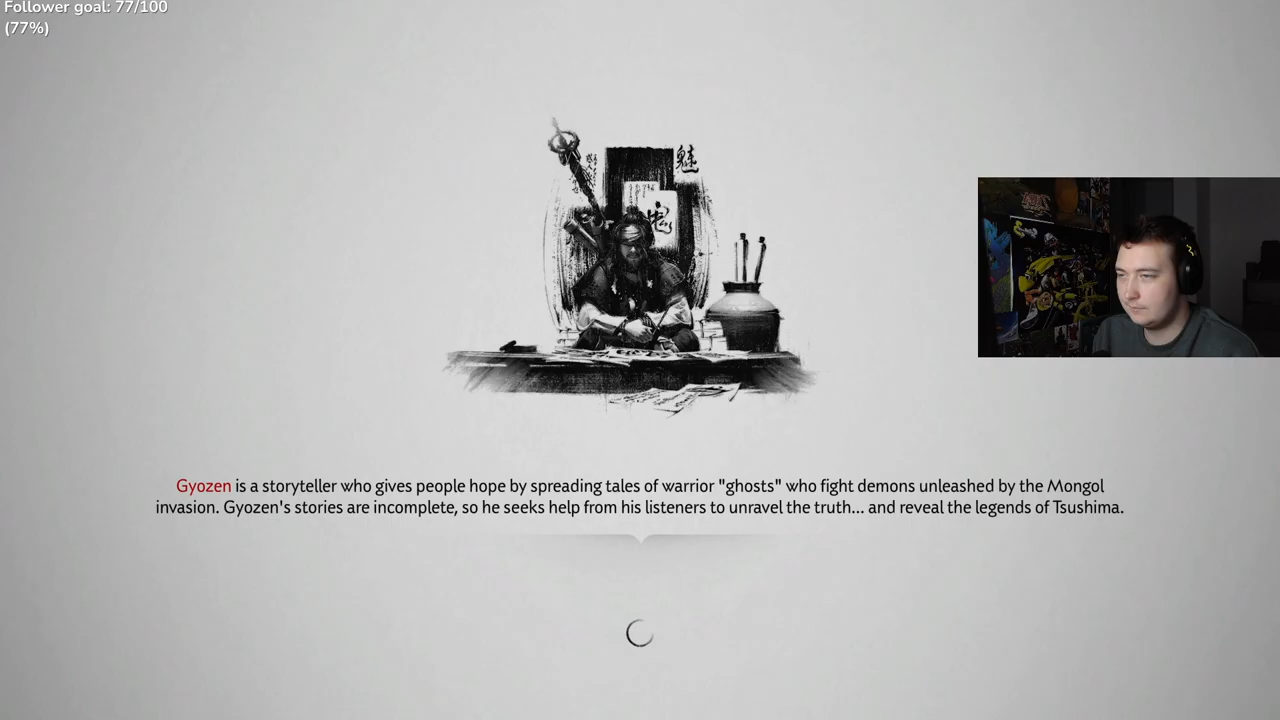 Follower goal: 77/100
(77%)
魅
鬼
Gyozen is a storyteller who gives people hope by spreading tales of warrior "ghosts" who fight demons unleashed by the Mongol
invasion. Gyozen's stories are incomplete, so he seeks help from his listeners to unravel the truth... and reveal the legends of Tsushima.